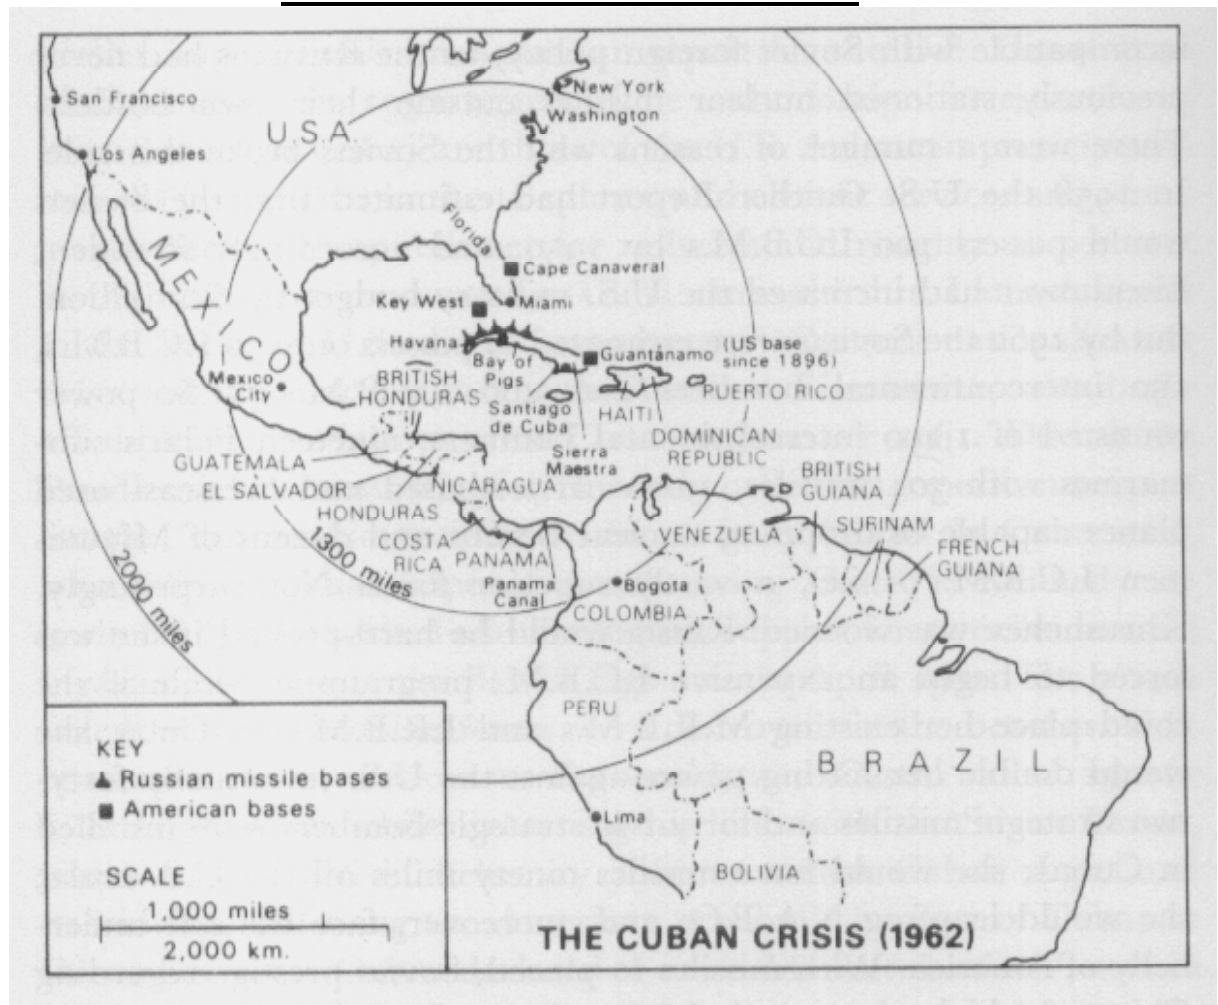 San Francisco
New York
Washington
U.S.A.
Los Angeles
MEXICO
Florida
Cape Canaveral
Key West
Miami
Havana
Bay of
Pigs
Guantánamo
(US base
since 1896)
Mexico
City
BRITISH
HONDURAS
Santiago
de Cuba
HAITI
PUERTO RICO
Sierra
Maestra
DOMINICAN
REPUBLIC
GUATEMALA
EL SALVADOR
HONDURAS
NICARAGUA
COSTA
RICA
PANAMA
Panama
Canal
VENEZUELA
BRITISH
GUIANA
SURINAM
FRENCH
GUIANA
Bogota
COLOMBIA
2000 miles
PERU
BRAZIL
Lima
BOLIVIA
KEY
Russian missile bases
American bases
SCALE
1,000 miles
2,000 km.
THE CUBAN CRISIS (1962)